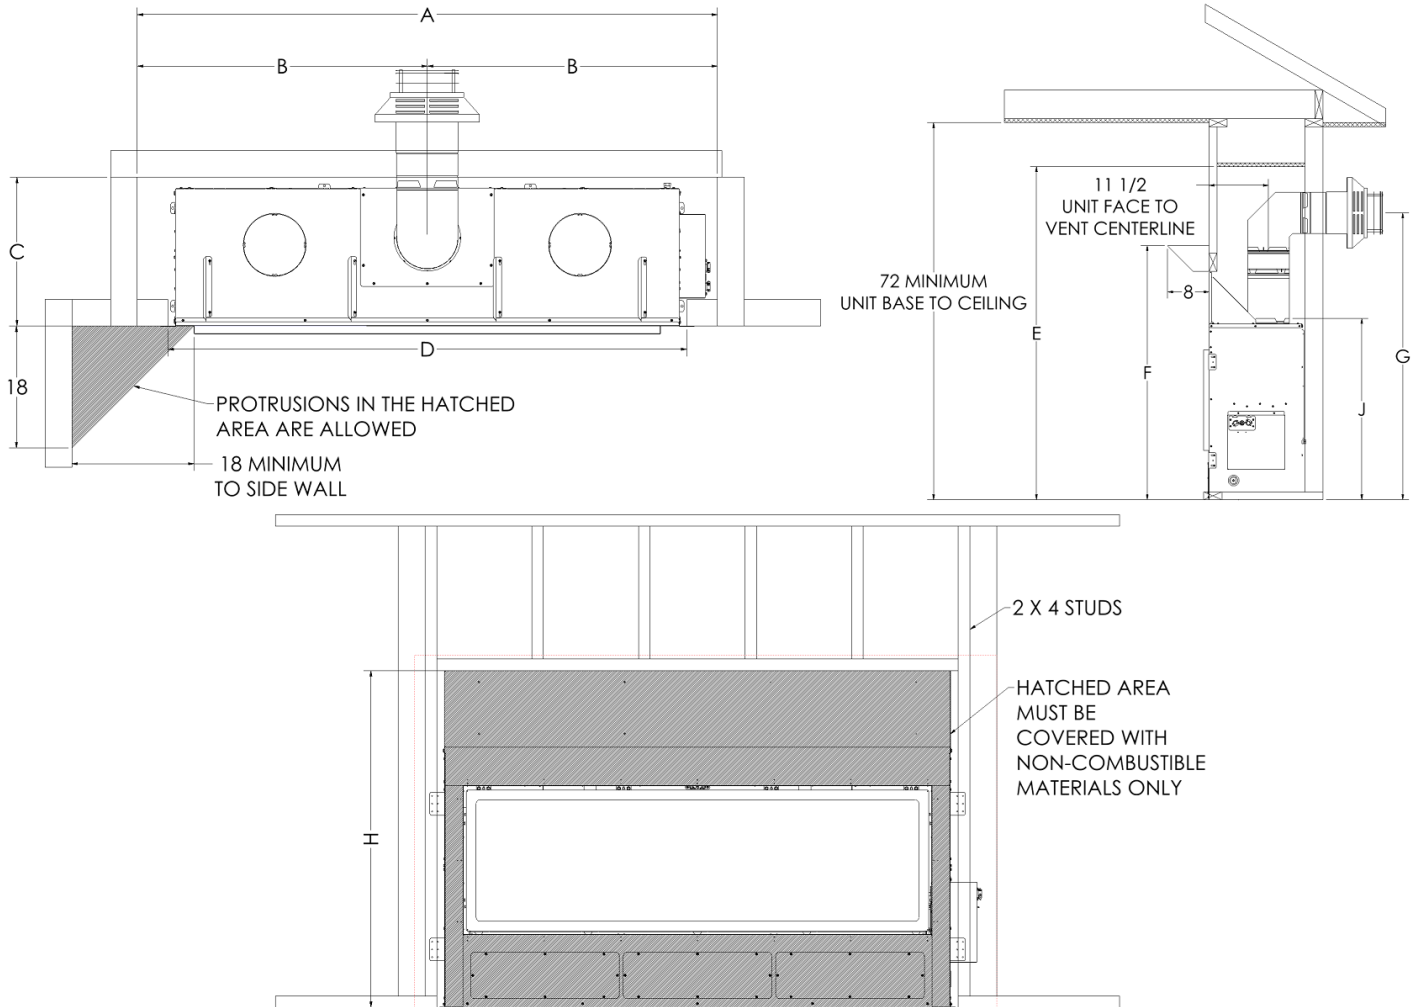 A
B
B
C
D
18
PROTRUSIONS IN THE HATCHED
AREA ARE ALLOWED
18 MINIMUM
TO SIDE WALL
11 1/2
UNIT FACE TO
VENT CENTERLINE
72 MINIMUM
UNIT BASE TO CEILING
8
E
F
G
J
2 X 4 STUDS
HATCHED AREA
MUST BE
COVERED WITH
NON-COMBUSTIBLE
MATERIALS ONLY
H